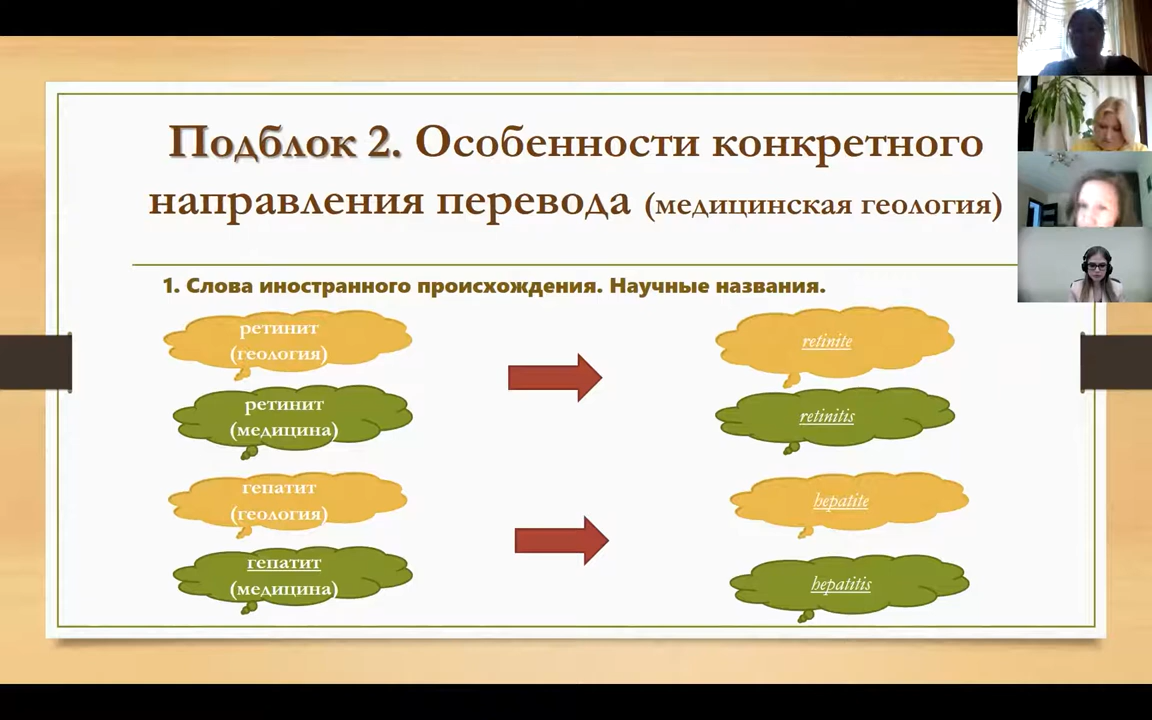 Подблок 2. Особенности конкретного
направления перевода (медицинская геология)
1. Слова иностранного происхождения. Научные названия.
ретинит
(геология)
retinite
ретинит
(медицина)
retinitis
гепатит
(геология)
hepatite
гепатит
(медицина)
hepatitis